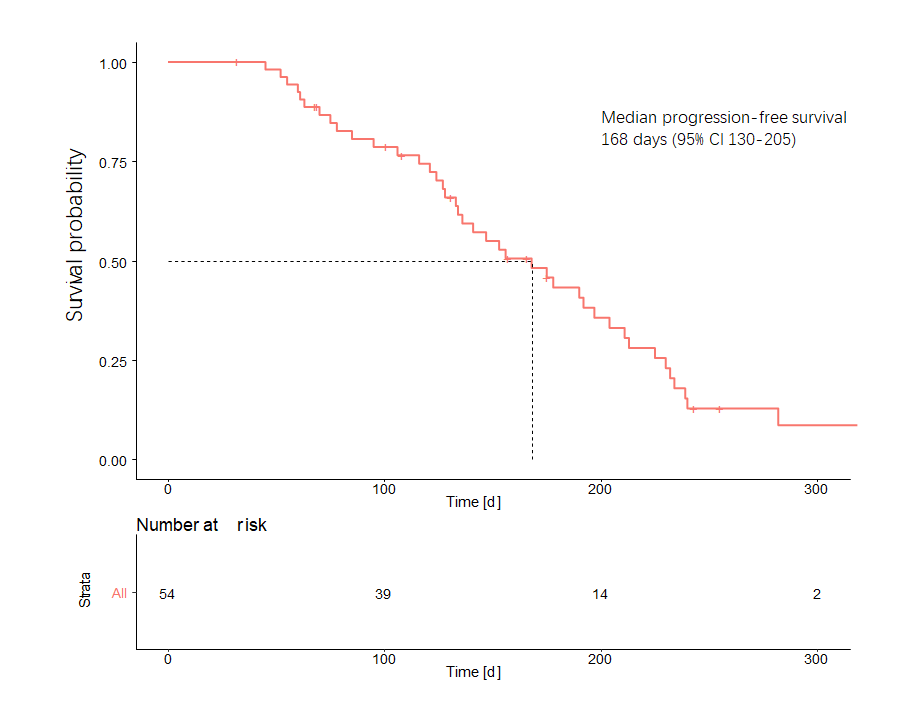 1.00
0.75
0.50
0.25
0.00
Survival probability
Median progression-free survival
168 days (95% CI 130-205)
0 100 200 300
Time [d]
Number at risk
Strata
All 54 39 14 2
0 100 200 300
Time [d]